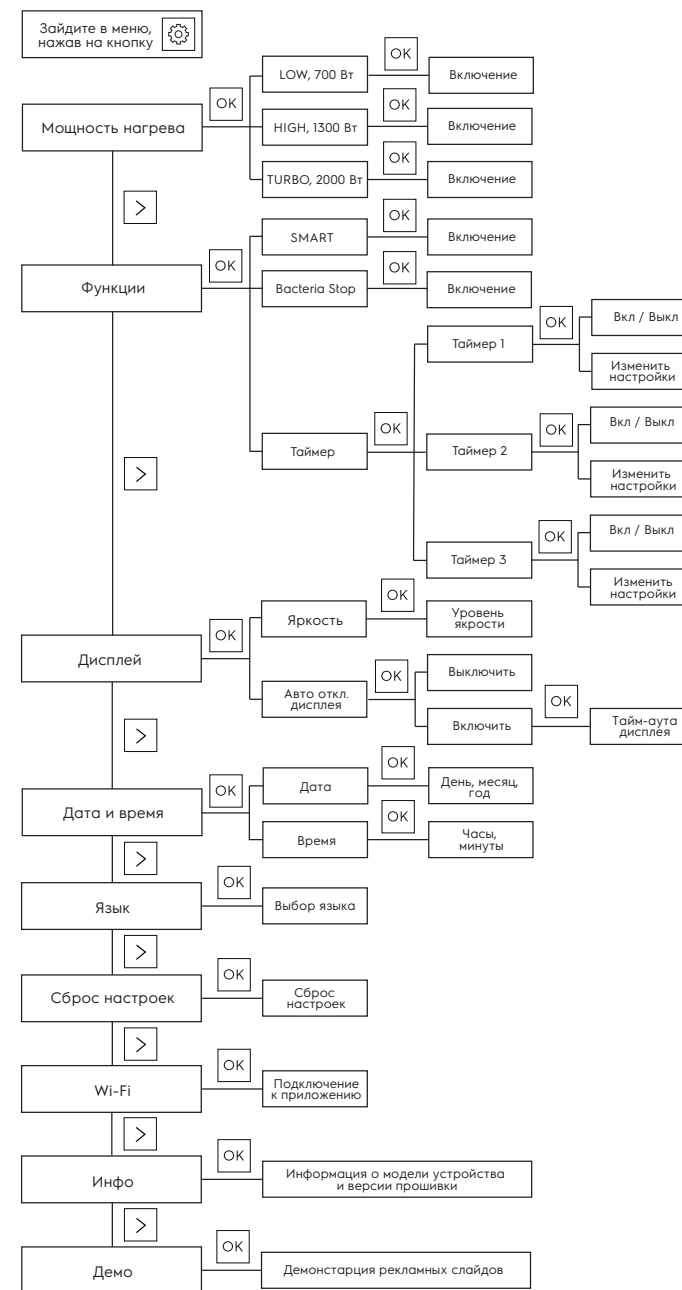 Зайдите в меню,
нажав на кнопку
Мощность нагрева
OK
LOW, 700 Вт
OK
Включение
HIGH, 1300 Вт
OK
Включение
TURBO, 2000 Вт
OK
Включение
>
Функции
OK
SMART
OK
Включение
Bacteria Stop
OK
Включение
Таймер
OK
Таймер 1
OK
Вкл / Выкл
Изменить
настройки
Таймер 2
OK
Вкл / Выкл
Изменить
настройки
Таймер 3
OK
Вкл / Выкл
Изменить
настройки
>
Дисплей
OK
Яркость
OK
Уровень
якрости
Авто откл.
дисплея
OK
Выключить
Включить
OK
Тайм-аута
дисплея
>
Дата и время
OK
Дата
OK
День, месяц,
год
Время
OK
Часы,
минуты
>
Язык
OK
Выбор языка
>
Сброс настроек
OK
Сброс
настроек
>
Wi-Fi
OK
Подключение
к приложению
>
Инфо
OK
Информация о модели устройства
и версии прошивки
>
Демо
OK
Демонстарция рекламных слайдов